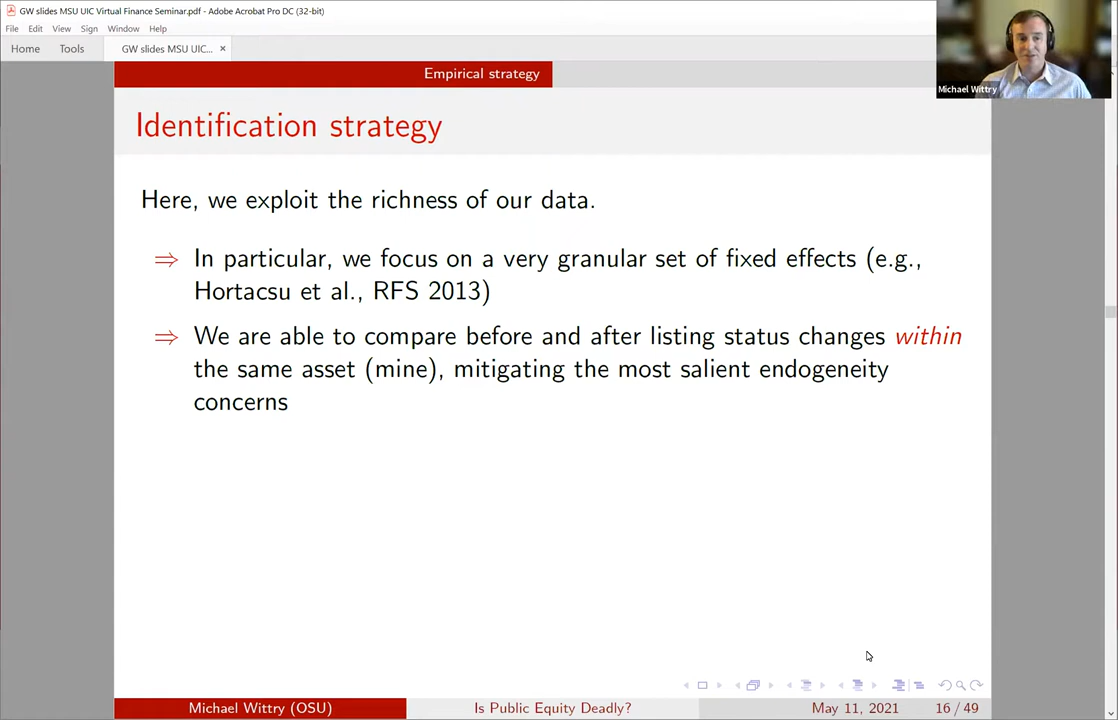 GW slides MSU UIC Virtual Finance Seminar.pdf - Adobe Acrobat Pro DC (32-bit)
File Edit View Sign Window Help
Home Tools GW slides MSU UIC... ×
Michael Wittry
Empirical strategy
Identification strategy
Here, we exploit the richness of our data.
⇒ In particular, we focus on a very granular set of fixed effects (e.g.,
Hortacsu et al., RFS 2013)
⇒ We are able to compare before and after listing status changes within
the same asset (mine), mitigating the most salient endogeneity
concerns
Michael Wittry (OSU) Is Public Equity Deadly? May 11, 2021 16 / 49